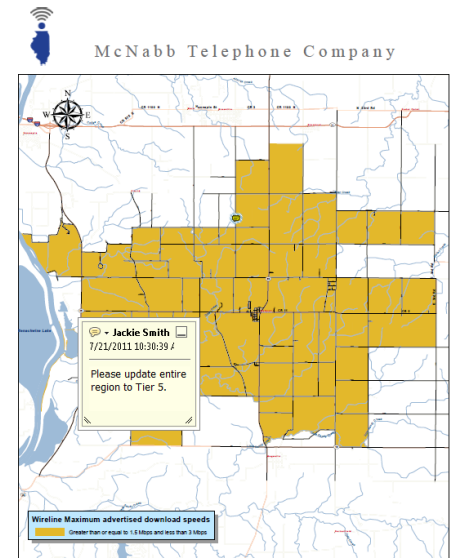 McNabb Telephone Company
N
W E
S
Jackie Smith
7/21/2011 10:30:39 A
Please update entire
region to Tier 5.
Wireline Maximum advertised download speeds
Greater than or equal to 1.5 Mbps and less than 3 Mbps